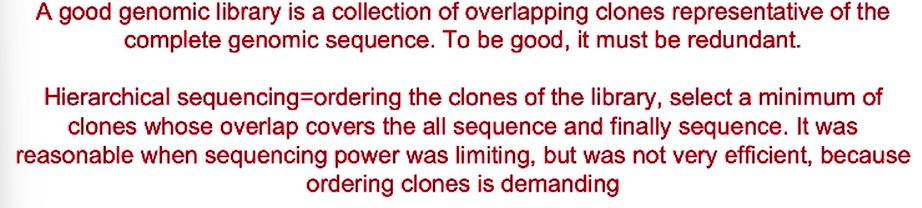 A good genomic library is a collection of overlapping clones representative of the
complete genomic sequence. To be good, it must be redundant.
Hierarchical sequencing=ordering the clones of the library, select a minimum of
clones whose overlap covers the all sequence and finally sequence. It was
reasonable when sequencing power was limiting, but was not very efficient, because
ordering clones is demanding